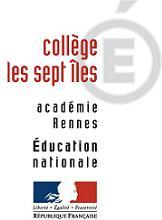 collège
les sept îles
É
académie
Rennes
Éducation
nationale
Liberté • Égalité • Fraternité
RÉPUBLIQUE FRANÇAISE